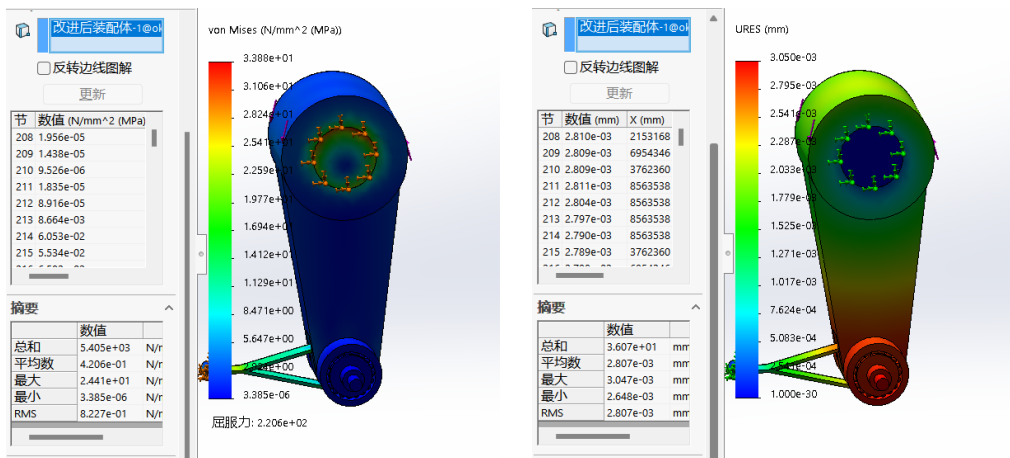 改进后装配体-1@ok
反转边线图解
更新
节 数值 (N/mm^2 (MPa)
208 1.956e-05
209 1.438e-05
210 9.526e-06
211 1.835e-05
212 8.916e-05
213 8.664e-03
214 6.053e-02
215 5.534e-02
摘要
数值
总和 5.405e+03 N/r
平均数 4.206e-01 N/r
最大 2.441e+01 N/r
最小 3.385e-06 N/r
RMS 8.227e-01 N/r
von Mises (N/mm^2 (MPa))
3.388e+01
3.106e+01
2.824e+01
2.541e+01
2.259e+01
1.977e+01
1.694e+01
1.412e+01
1.129e+01
8.471e+00
5.647e+00
2.824e+00
3.385e-06
屈服力: 2.206e+02
改进后装配体-1@ok
反转边线图解
更新
节 数值 (mm) X (mm)
208 2.810e-03 2153168
209 2.809e-03 6954346
210 2.809e-03 3762360
211 2.811e-03 8563538
212 2.804e-03 8563538
213 2.797e-03 8563538
214 2.790e-03 8563538
215 2.789e-03 3762360
摘要
数值
总和 3.607e+01 mm
平均数 2.807e-03 mm
最大 3.047e-03 mm
最小 2.648e-03 mm
RMS 2.807e-03 mm
URES (mm)
3.050e-03
2.795e-03
2.541e-03
2.287e-03
2.033e-03
1.779e-03
1.525e-03
1.271e-03
1.017e-03
7.624e-04
5.083e-04
2.541e-04
1.000e-30